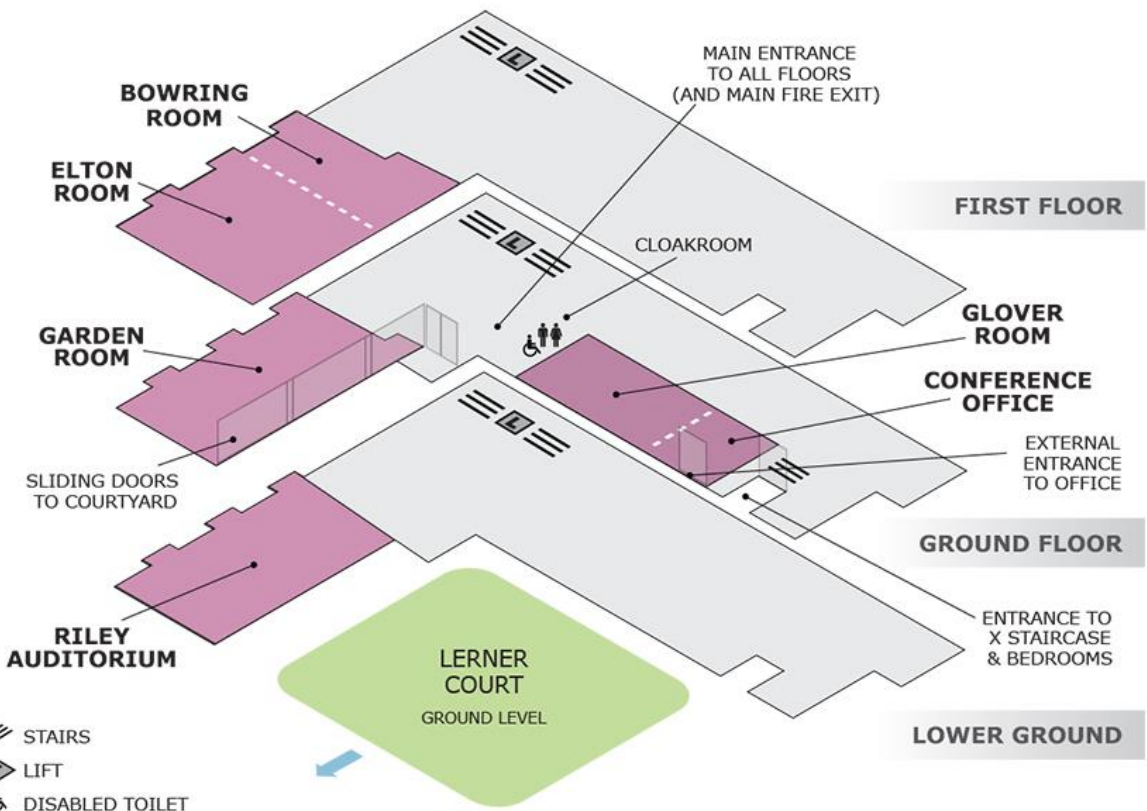 BOWRING
ROOM
ELTON
ROOM
MAIN ENTRANCE
TO ALL FLOORS
(AND MAIN FIRE EXIT)
FIRST FLOOR
CLOAKROOM
GARDEN
ROOM
GLOVER
ROOM
CONFERENCE
OFFICE
EXTERNAL
ENTRANCE
TO OFFICE
SLIDING DOORS
TO COURTYARD
GROUND FLOOR
ENTRANCE TO
X STAIRCASE
& BEDROOMS
RILEY
AUDITORIUM
LERNER
COURT
GROUND LEVEL
LOWER GROUND
STAIRS
LIFT
DISABLED TOILET
L
L
L